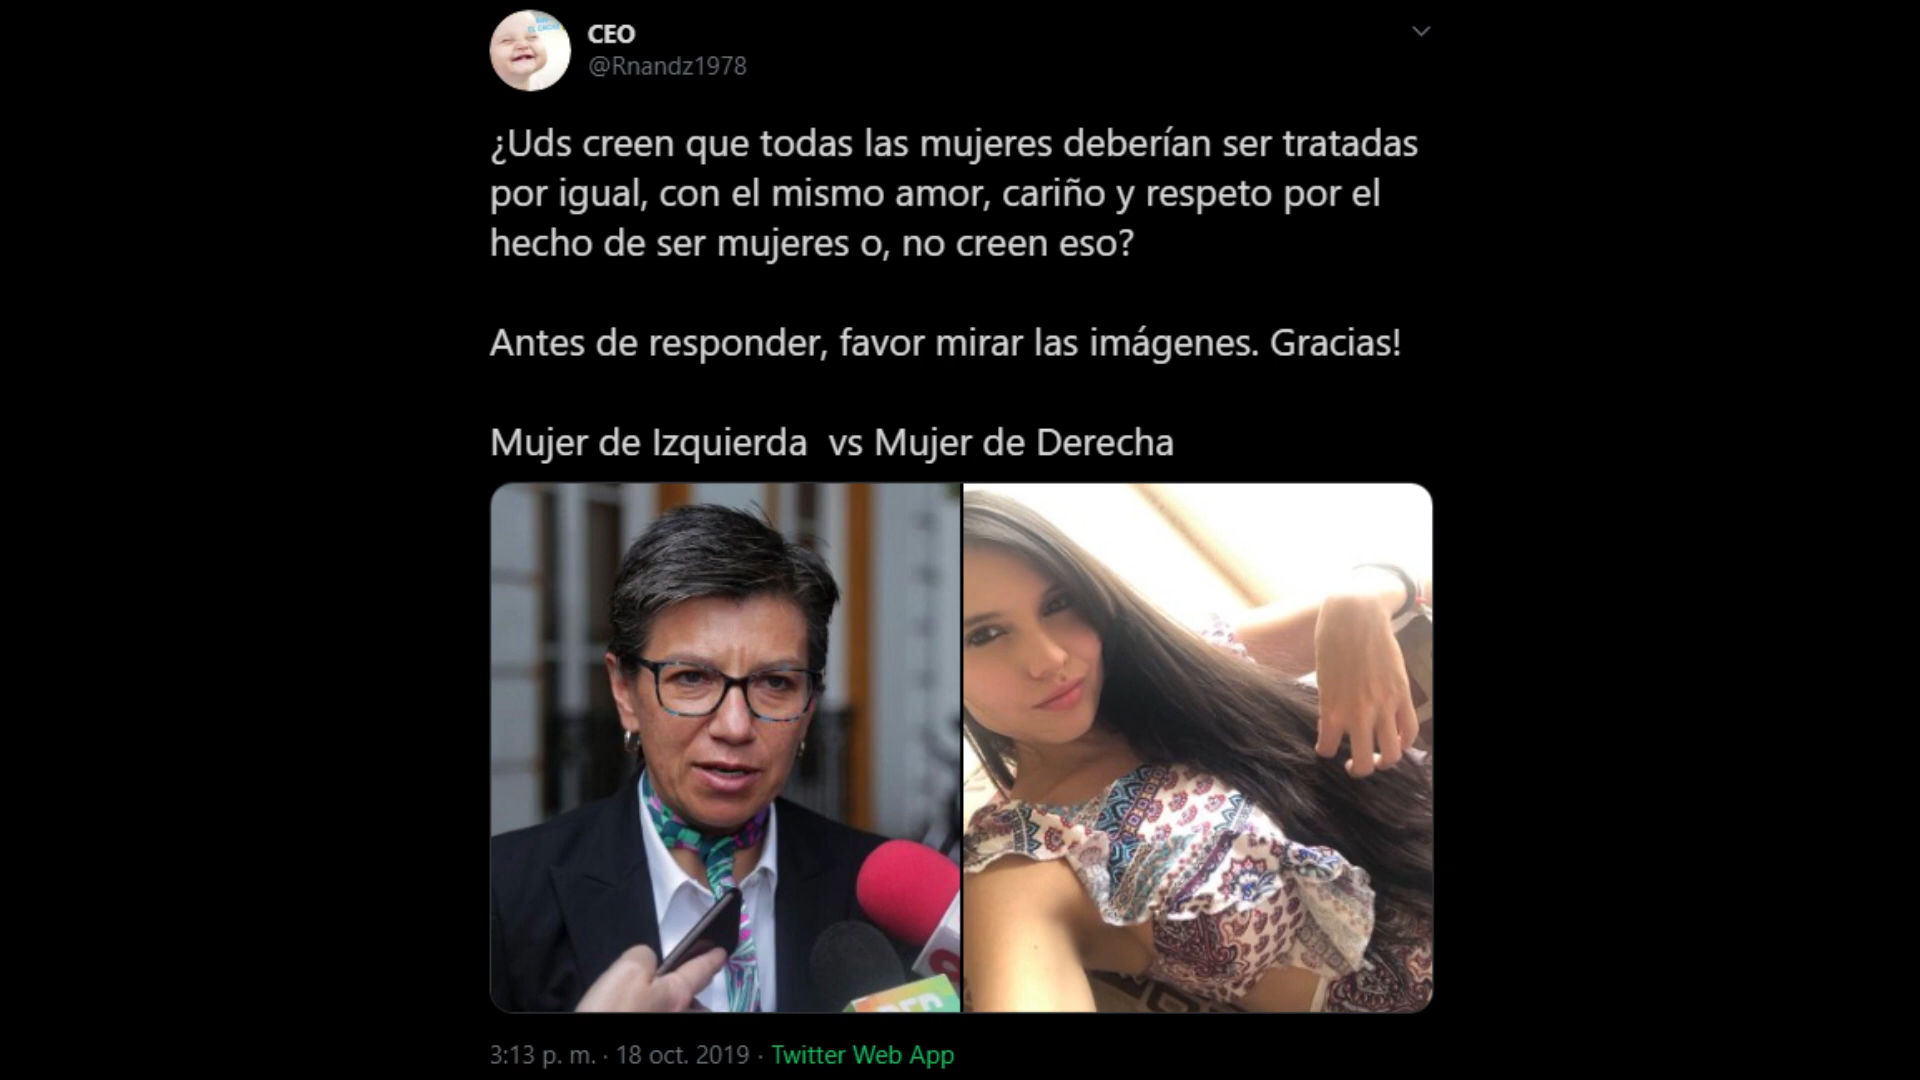 CEO
@Rnandz1978
¿Uds creen que todas las mujeres deberían ser tratadas
por igual, con el mismo amor, cariño y respeto por el
hecho de ser mujeres o, no creen eso?
Antes de responder, favor mirar las imágenes. Gracias!
Mujer de Izquierda  vs Mujer de Derecha
3:13 p. m. · 18 oct. 2019 · Twitter Web App